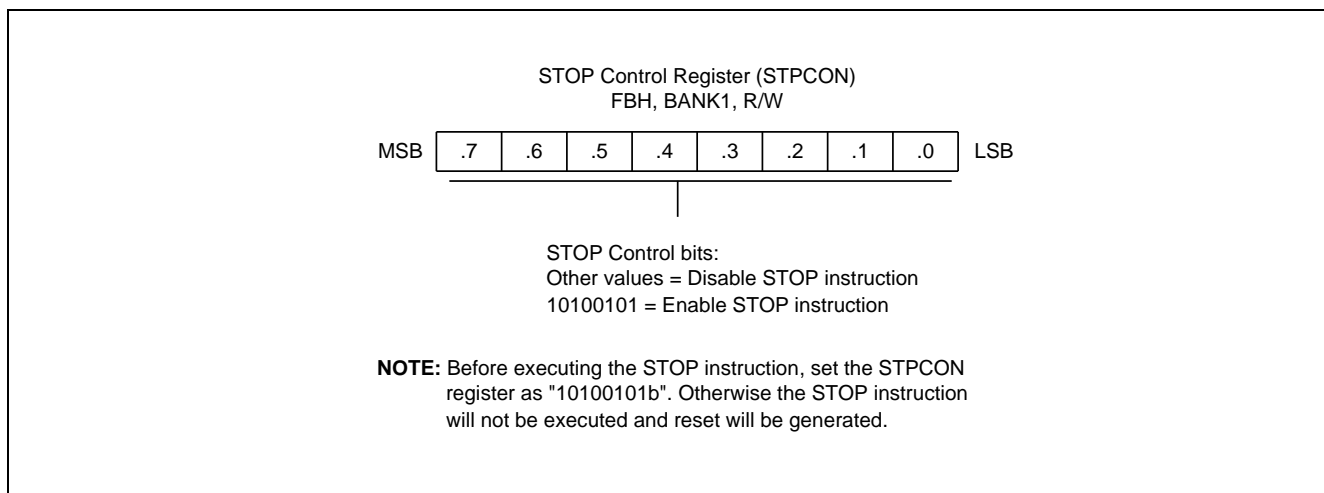 STOP Control Register (STPCON)
FBH, BANK1, R/W
MSB .7 .6 .5 .4 .3 .2 .1 .0 LSB
STOP Control bits:
Other values = Disable STOP instruction
10100101 = Enable STOP instruction
NOTE: Before executing the STOP instruction, set the STPCON
register as "10100101b". Otherwise the STOP instruction
will not be executed and reset will be generated.